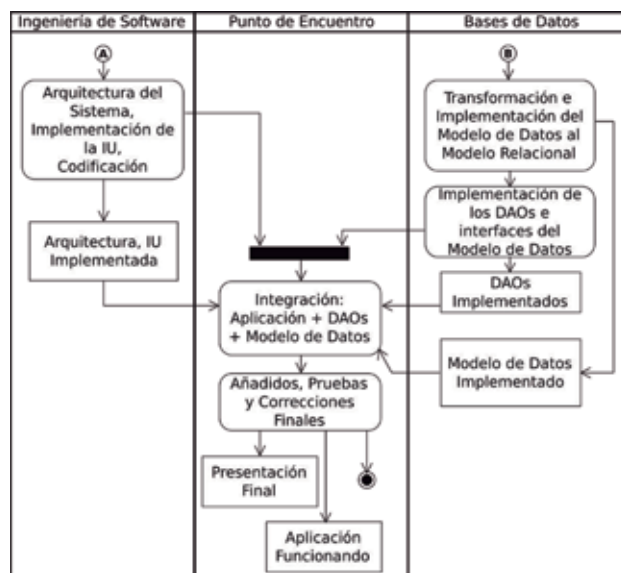 Ingeniería de Software
Punto de Encuentro
Bases de Datos
A
Arquitectura del
Sistema,
Implementación de
la IU,
Codificación
Arquitectura, IU
Implementada
B
Transformación e
Implementación del
Modelo de Datos al
Modelo Relacional
Implementación de
los DAOs e
interfaces del
Modelo de Datos
DAOs
Implementados
Modelo de Datos
Implementado
Integración:
Aplicación + DAOs
+ Modelo de Datos
Añadidos, Pruebas
y Correcciones
Finales
Presentación
Final
Aplicación
Funcionando